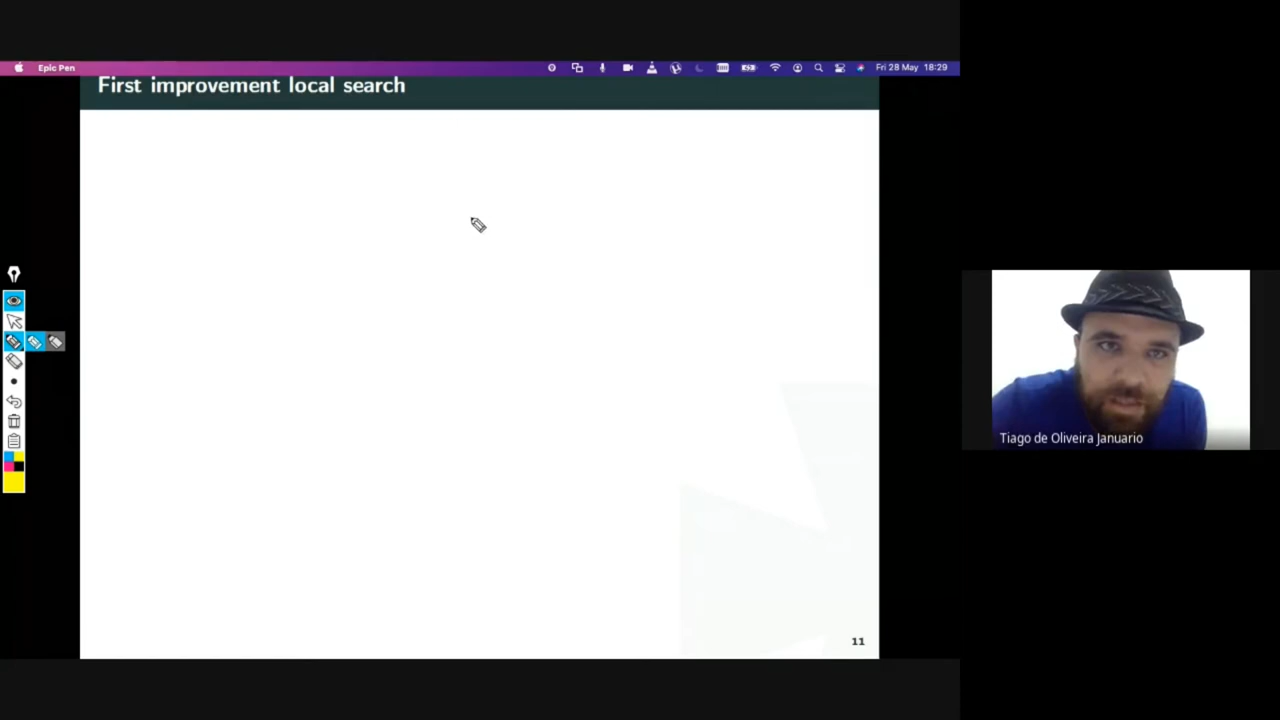 Epic Pen
Fri 28 May 18:29
First improvement local search
Tiago de Oliveira Januario
11